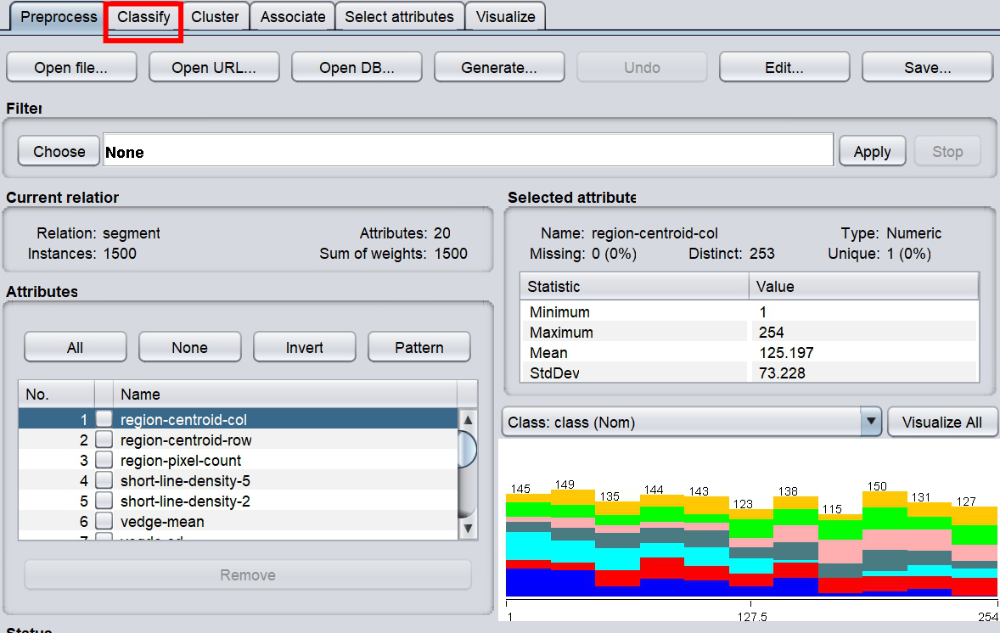 Preprocess Classify Cluster Associate Select attributes Visualize
Open file... Open URL... Open DB... Generate... Undo Edit... Save...
Filter
Choose None Apply Stop
Current relation
Relation: segment Attributes: 20
Instances: 1500 Sum of weights: 1500
Attributes
All None Invert Pattern
No. Name
1 region-centroid-col
2 region-centroid-row
3 region-pixel-count
4 short-line-density-5
5 short-line-density-2
6 vedge-mean
Remove
Status
Selected attribute
Name: region-centroid-col Type: Numeric
Missing: 0 (0%) Distinct: 253 Unique: 1 (0%)
Statistic Value
Minimum 1
Maximum 254
Mean 125.197
StdDev 73.228
Class: class (Nom) Visualize All
145 149 135 144 143 123 138 115 150 131 127
1 127.5 254